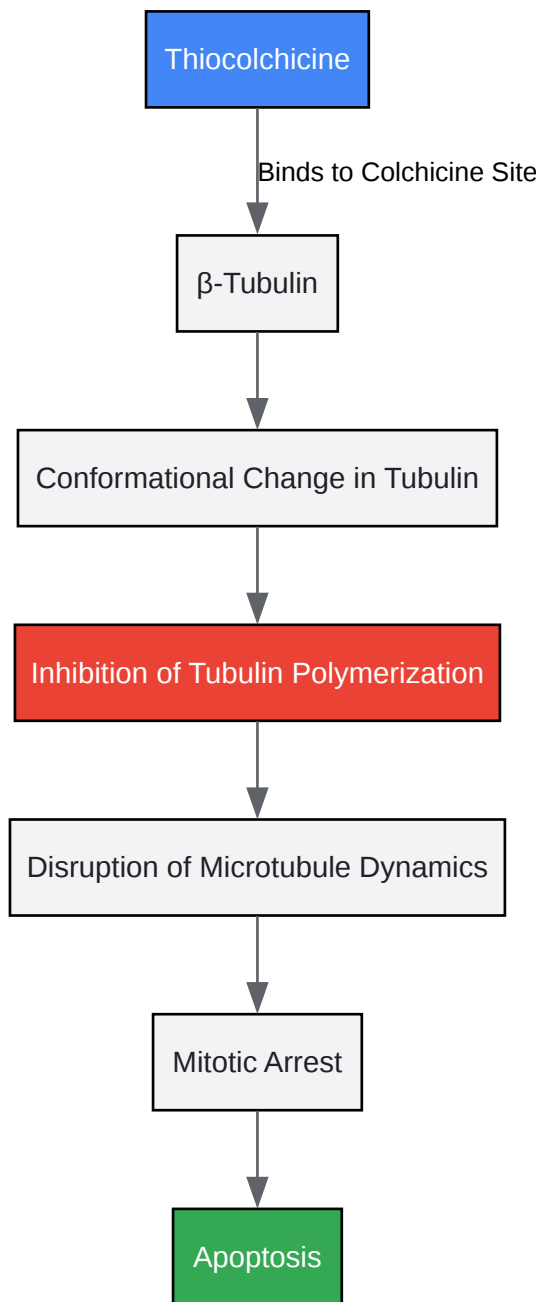 Thiocolchicine
Binds to Colchicine Site
β-Tubulin
Conformational Change in Tubulin
Inhibition of Tubulin Polymerization
Disruption of Microtubule Dynamics
Mitotic Arrest
Apoptosis